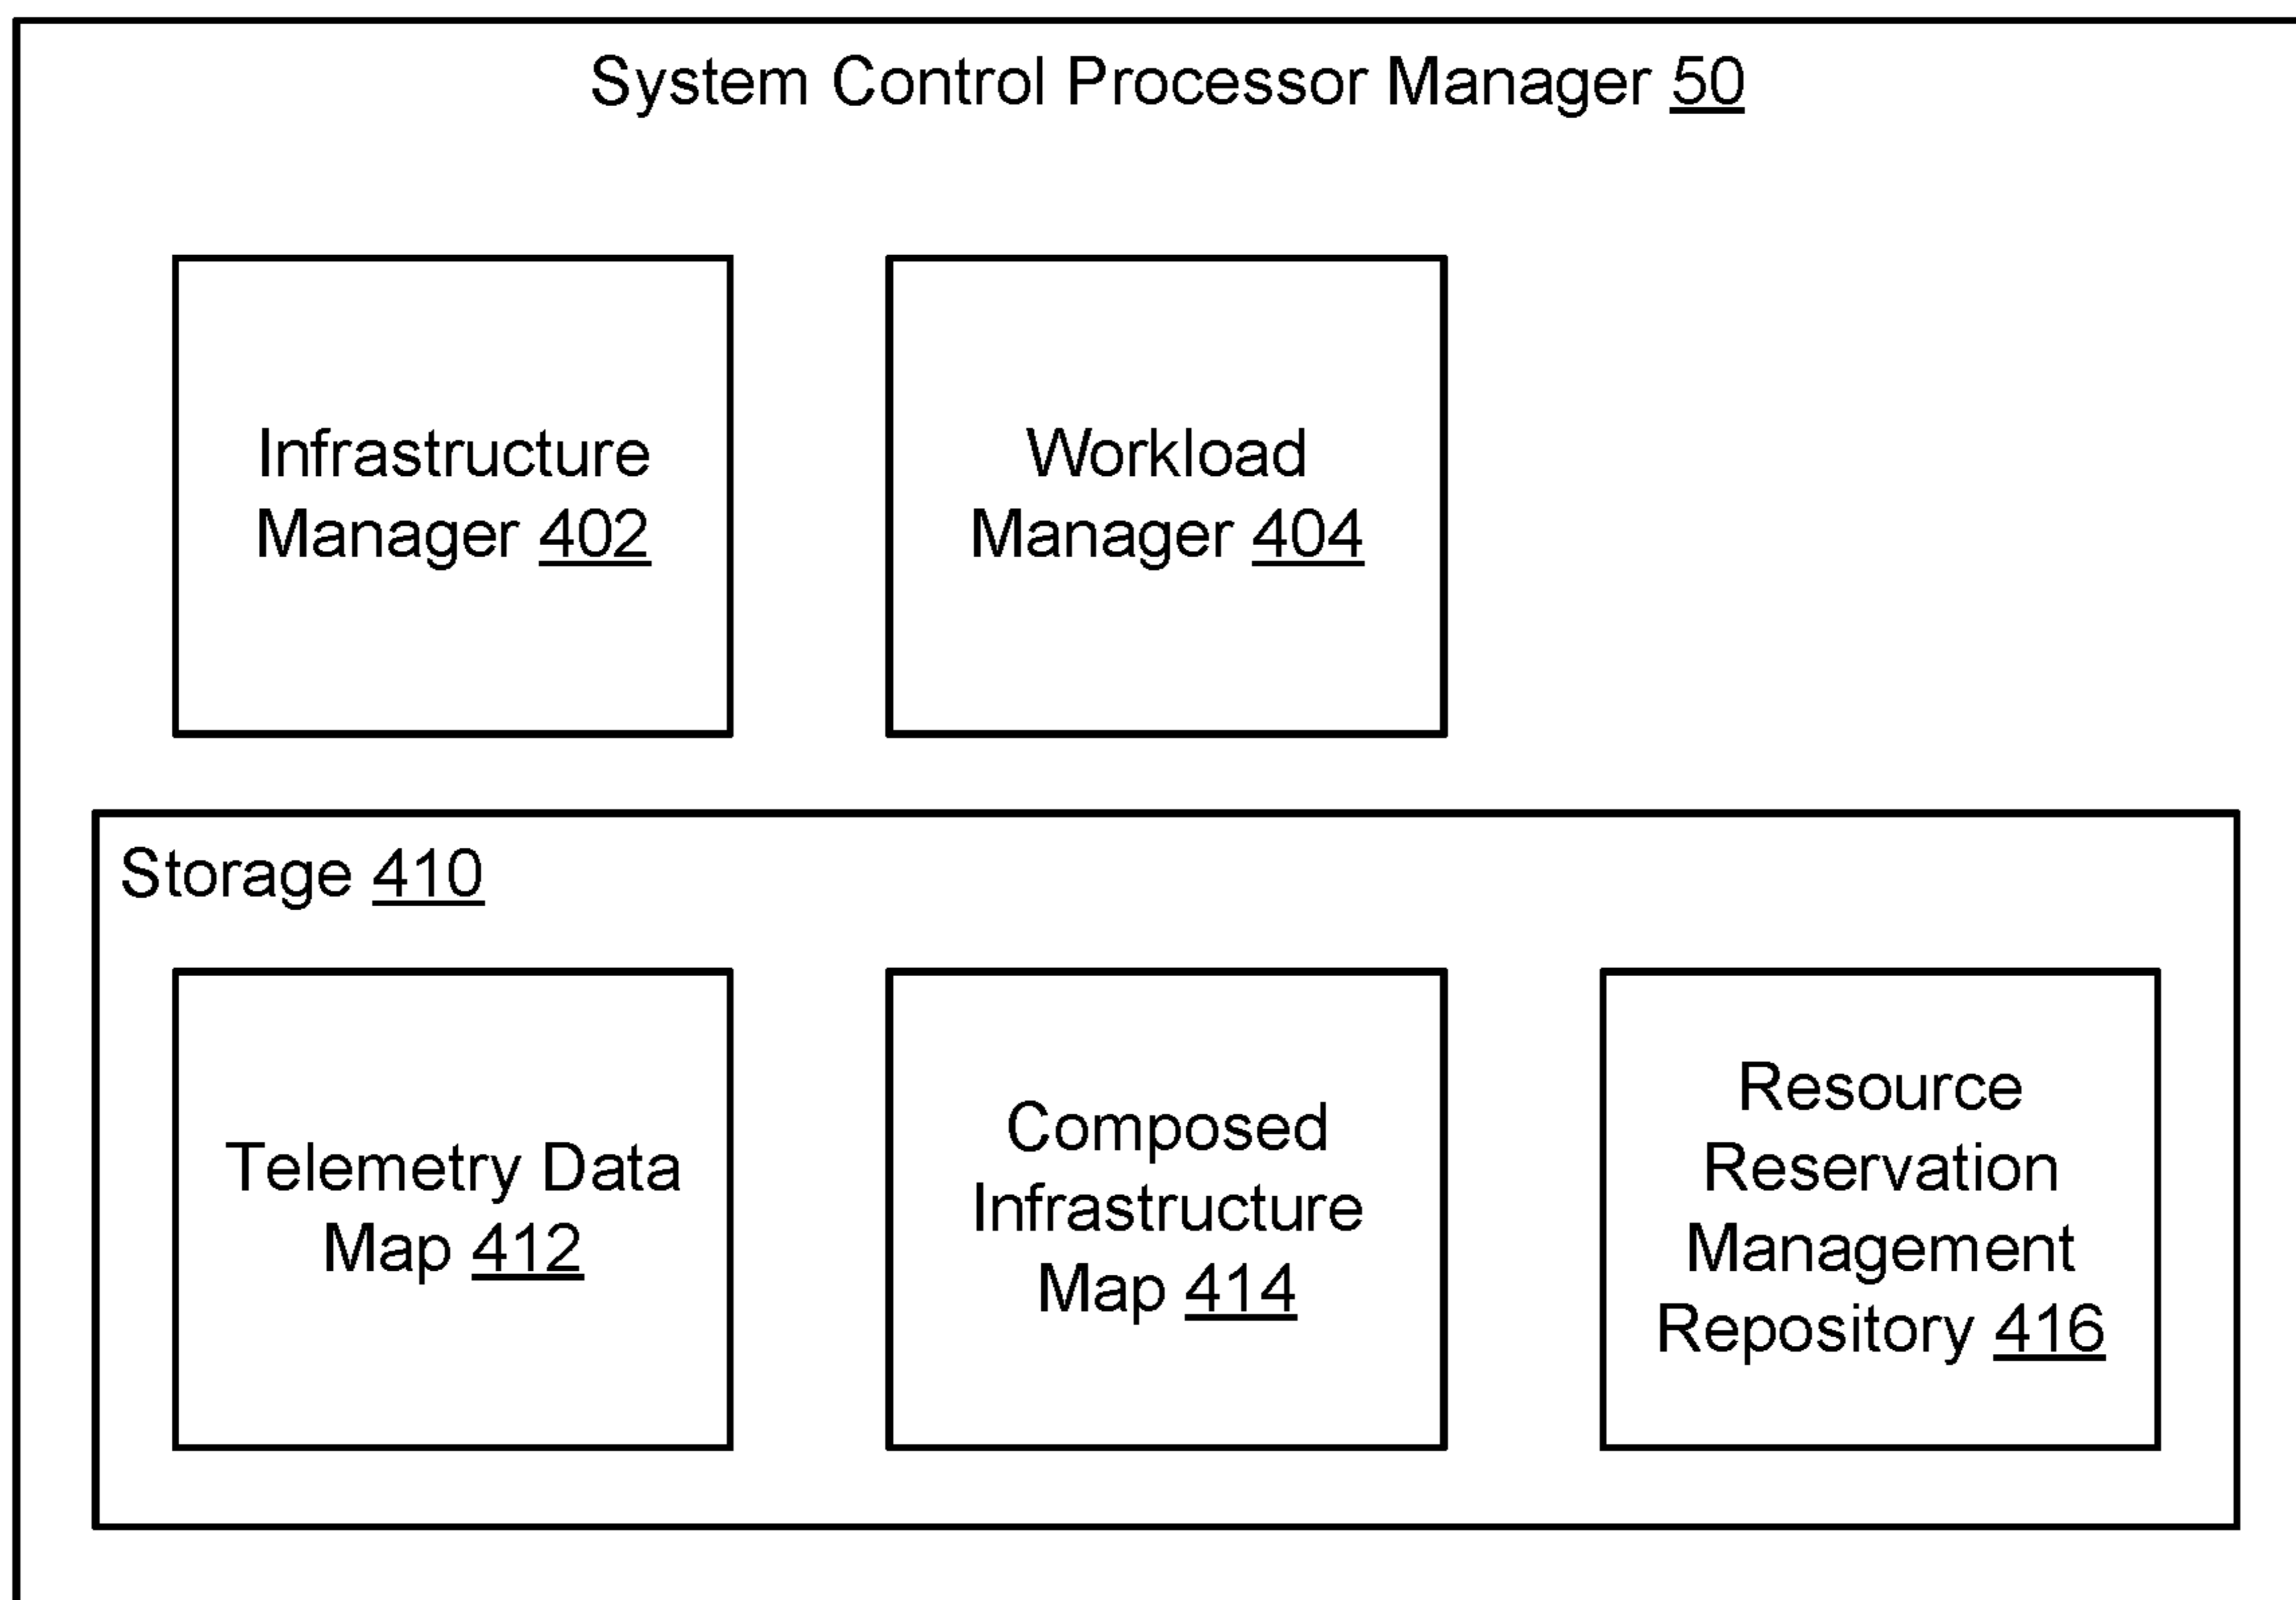 System Control Processor Manager 50
Infrastructure
Manager 402
Workload
Manager 404
Storage 410
Telemetry Data
Map 412
Composed
Infrastructure
Map 414
Resource
Reservation
Management
Repository 416